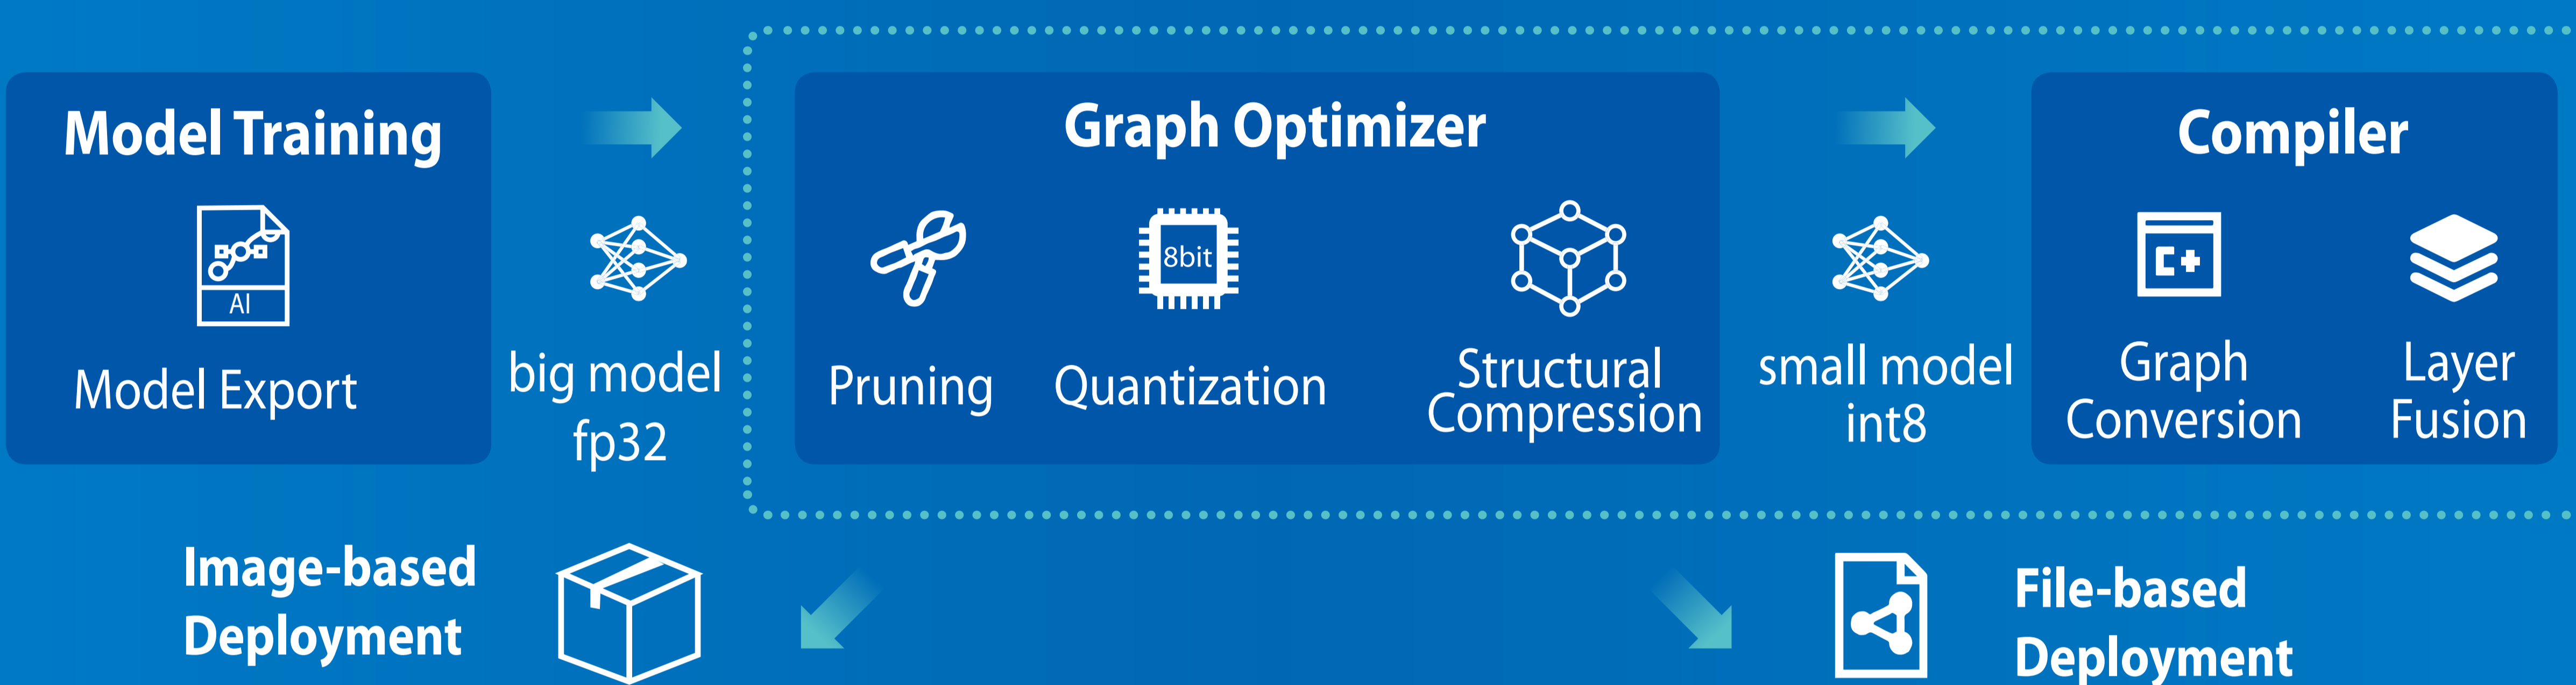 Model Training
AI
Model Export
big model
fp32
Graph Optimizer
Pruning
8bit
Quantization
Structural
Compression
small model
int8
Compiler
C+
Graph
Conversion
Layer
Fusion
Image-based
Deployment
File-based
Deployment